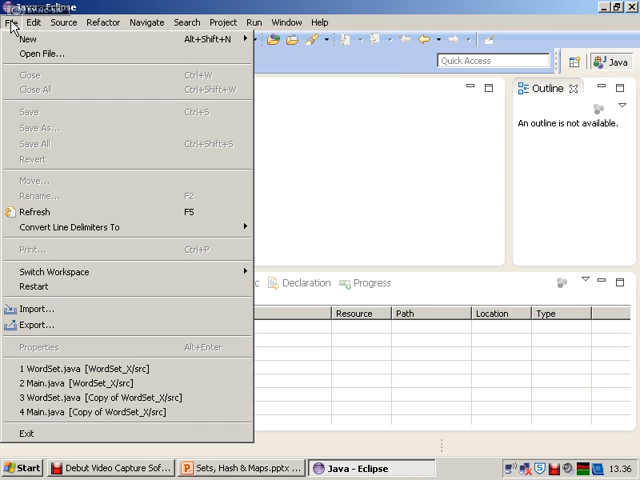 Java - Eclipse
File Edit Source Refactor Navigate Search Project Run Window Help
New Alt+Shift+N
Open File...
Quick Access
Java
Close Ctrl+W
Close All Ctrl+Shift+W
Outline
An outline is not available.
Save Ctrl+S
Save As...
Save All Ctrl+Shift+S
Revert
Move...
Rename... F2
Refresh F5
Convert Line Delimiters To
Print... Ctrl+P
Switch Workspace
Restart
Declaration Progress
Import...
Export...
Resource Path Location Type
Properties Alt+Enter
1 WordSet.java [WordSet_X/src]
2 Main.java [WordSet_X/src]
3 WordSet.java [Copy of WordSet_X/src]
4 Main.java [Copy of WordSet_X/src]
Exit
Start Debut Video Capture Sof... Sets, Hash & Maps.pptx ... Java - Eclipse 13.36